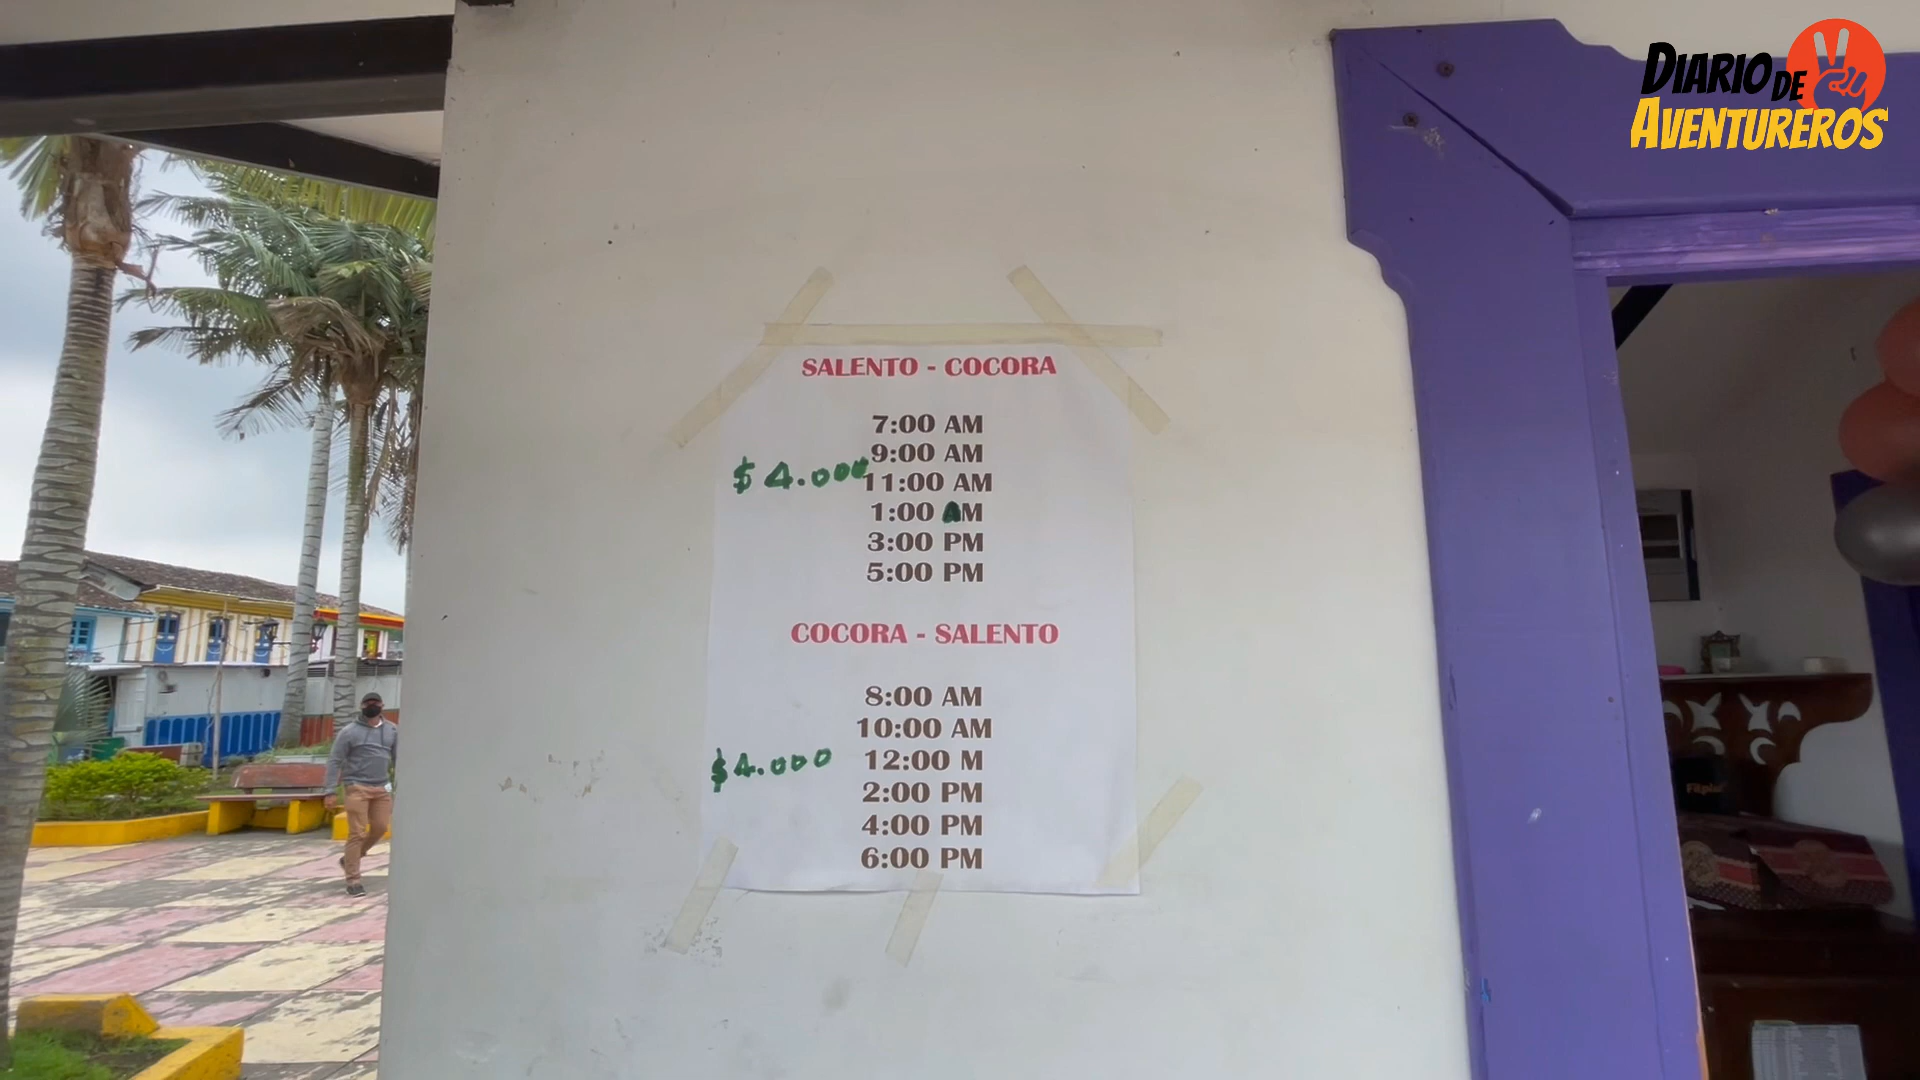 DIARIO DE
AVENTUREROS
SALENTO - COCORA
7:00 AM
9:00 AM
$ 4.000
11:00 AM
1:00 AM
3:00 PM
5:00 PM
COCORA - SALENTO
8:00 AM
10:00 AM
$4.000
12:00 M
2:00 PM
4:00 PM
6:00 PM